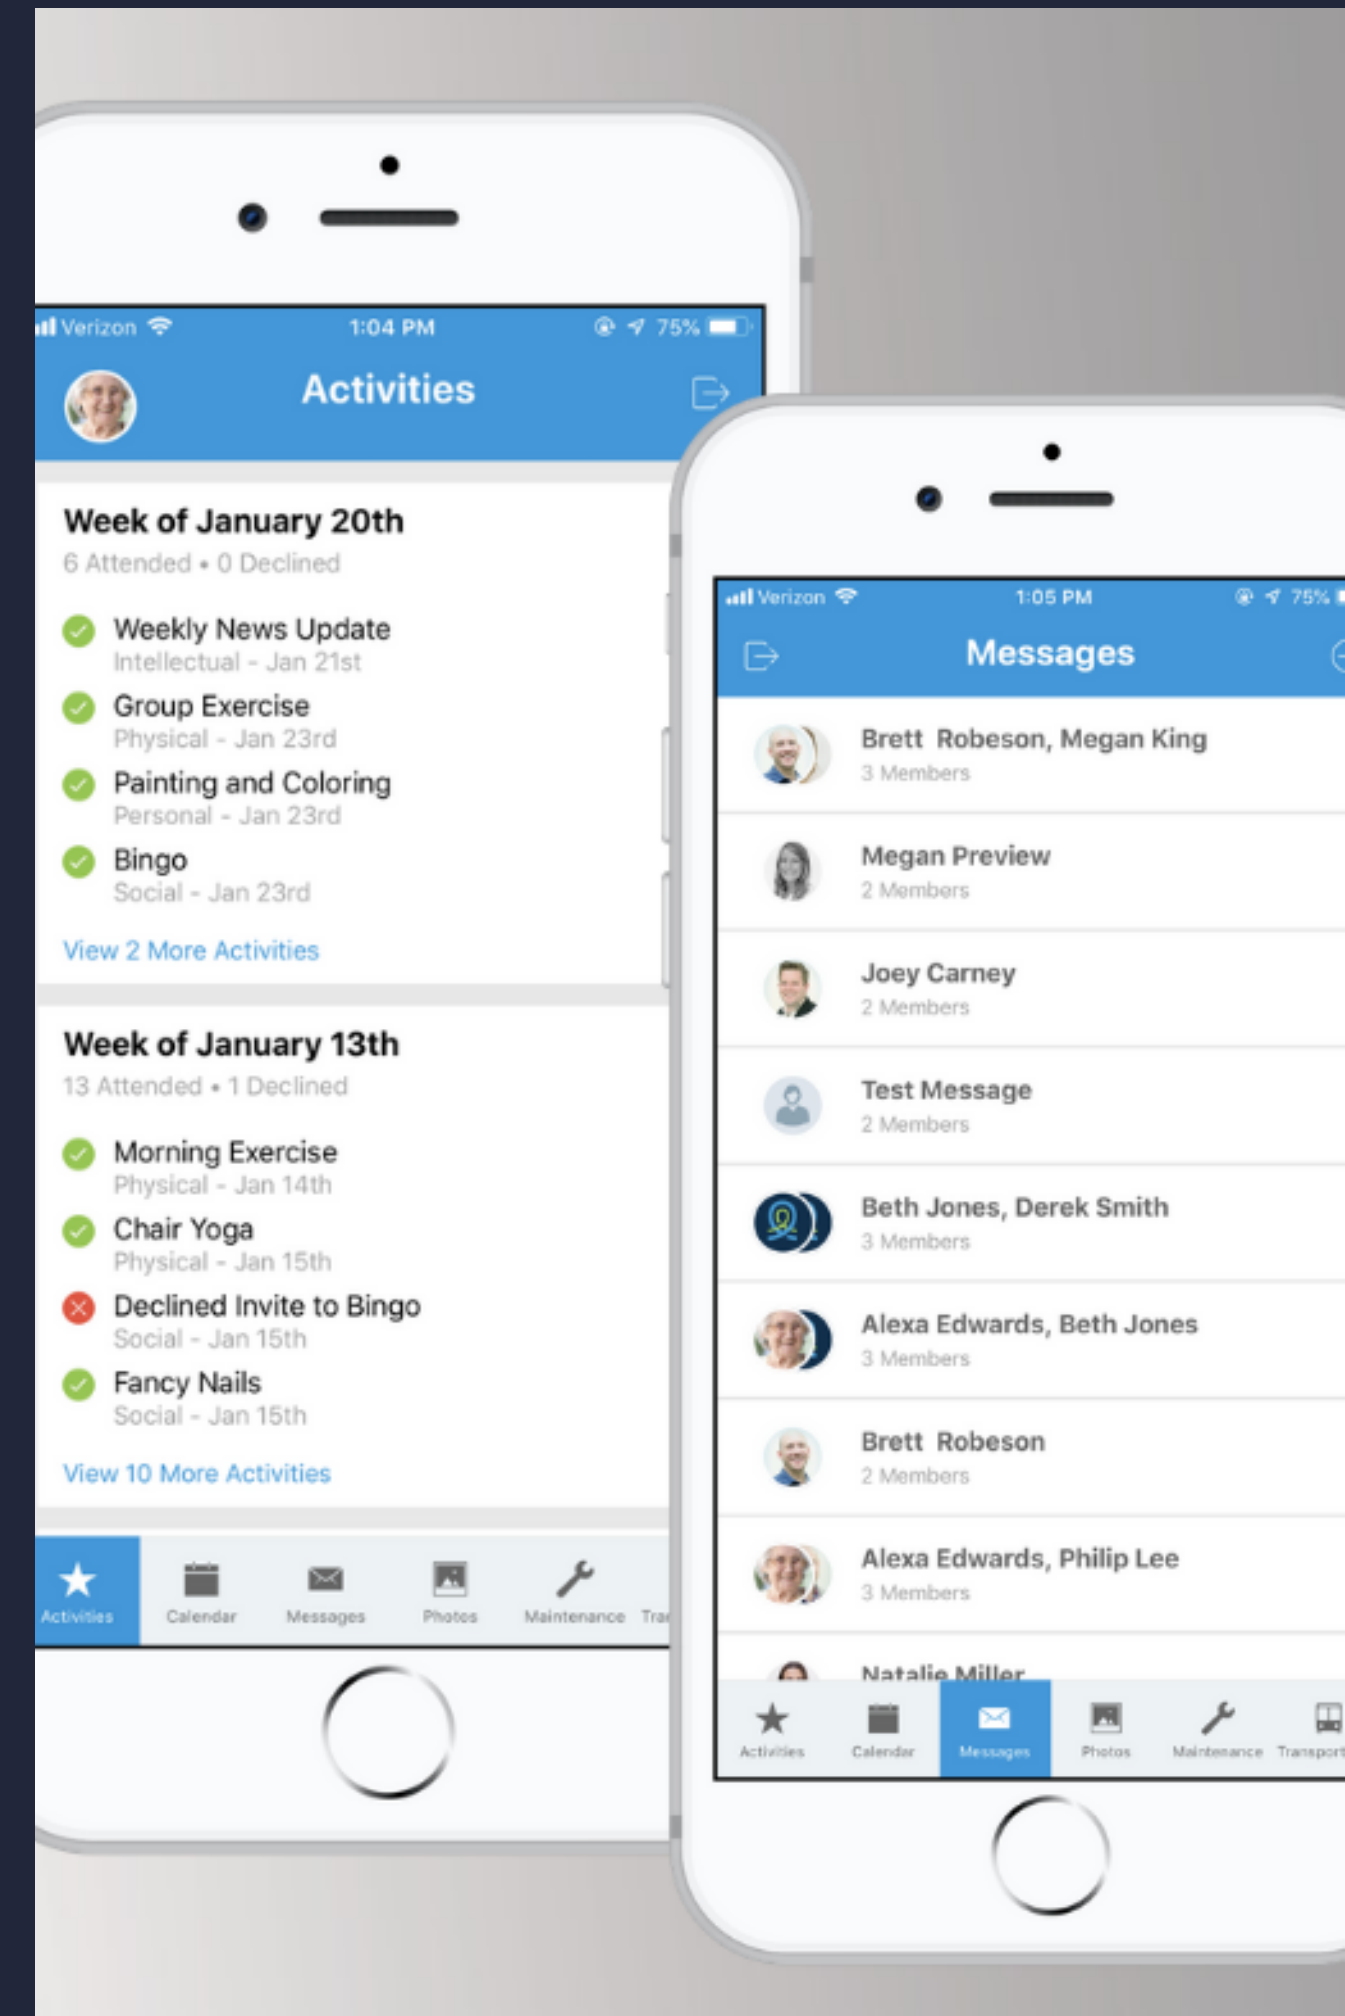 Verizon 1:04 PM 75%
Activities
Week of January 20th
6 Attended • 0 Declined
Weekly News Update
Intellectual - Jan 21st
Group Exercise
Physical - Jan 23rd
Painting and Coloring
Personal - Jan 23rd
Bingo
Social - Jan 23rd
View 2 More Activities
Week of January 13th
13 Attended • 1 Declined
Morning Exercise
Physical - Jan 14th
Chair Yoga
Physical - Jan 15th
Declined Invite to Bingo
Social - Jan 15th
Fancy Nails
Social - Jan 15th
View 10 More Activities
Activities Calendar Messages Photos Maintenance
Verizon 1:05 PM 75%
Messages
Brett Robeson, Megan King
3 Members
Megan Preview
2 Members
Joey Carney
2 Members
Test Message
2 Members
Beth Jones, Derek Smith
3 Members
Alexa Edwards, Beth Jones
3 Members
Brett Robeson
2 Members
Alexa Edwards, Philip Lee
3 Members
Natalie Miller
Activities Calendar Messages Photos Maintenance Transport